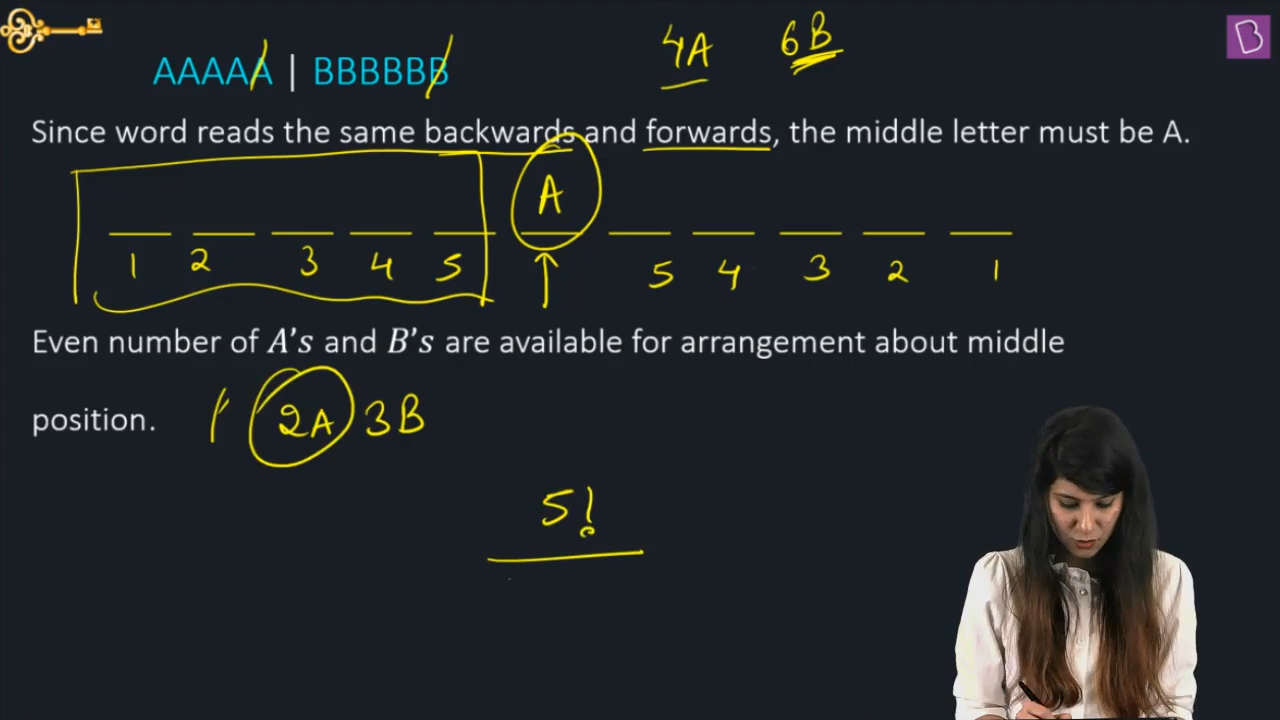 4A 6B
AAAAA | BBBBBB
B
Since word reads the same backwards and forwards, the middle letter must be A.
A
1 2 3 4 5 5 4 3 2 1
Even number of A's and B's are available for arrangement about middle
position. 2A 3B
5!